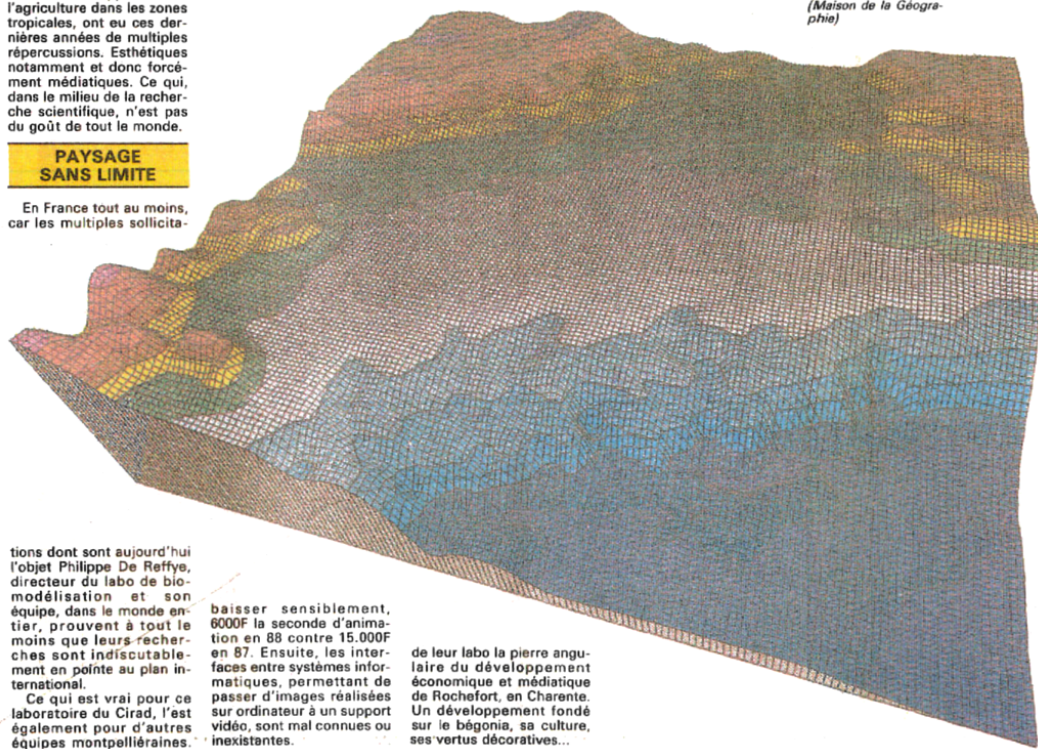 l'agriculture dans les zones
tropicales, ont eu ces der-
nières années de multiples
répercussions. Esthétiques
notamment et donc forcé-
ment médiatiques. Ce qui,
dans le milieu de la recher-
che scientifique, n'est pas
du goût de tout le monde.
PAYSAGE
SANS LIMITE
En France tout au moins,
car les multiples sollicita-
tions dont sont aujourd'hui
l'objet Philippe De Reffye,
directeur du labo de bio-
modélisation et son
équipe, dans le monde en-
tier, prouvent à tout le
moins que leurs recher-
ches sont indiscutable-
ment en pointe au plan in-
ternational.
Ce qui est vrai pour ce
laboratoire du Cirad, l'est
également pour d'autres
équipes montpelliéraines.
baisser sensiblement,
6000F la seconde d'anima-
tion en 88 contre 15.000F
en 87. Ensuite, les inter-
faces entre systèmes infor-
matiques, permettant de
passer d'images réalisées
sur ordinateur à un support
vidéo, sont mal connues ou
inexistantes.
de leur labo la pierre angu-
laire du développement
économique et médiatique
de Rochefort, en Charente.
Un développement fondé
sur le bégonia, sa culture,
ses vertus décoratives...
(Maison de la Géogra-
phie)